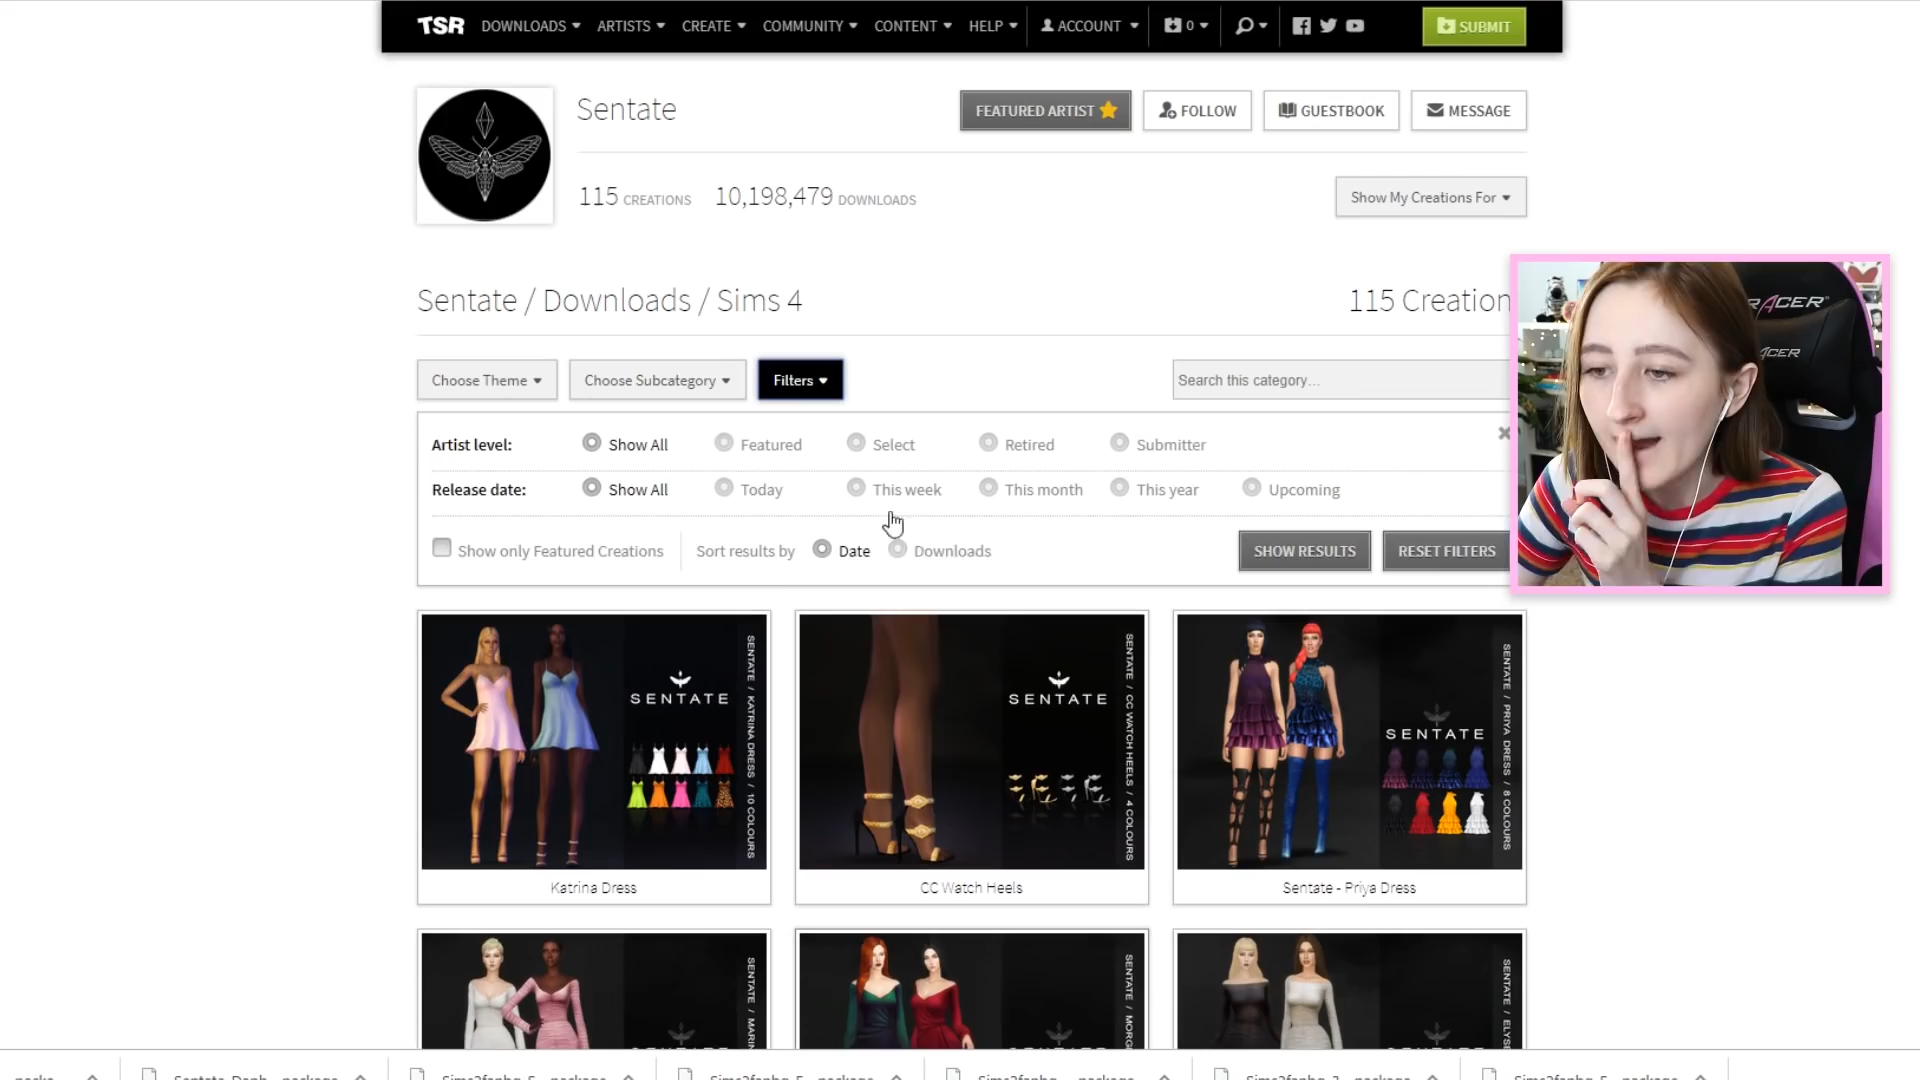 TSR DOWNLOADS ARTISTS CREATE COMMUNITY CONTENT HELP ACCOUNT 0 SUBMIT
Sentate
FEATURED ARTIST FOLLOW GUESTBOOK MESSAGE
115 CREATIONS 10,198,479 DOWNLOADS
Show My Creations For
Sentate / Downloads / Sims 4
115 Creation
RACER
ACER
Choose Theme Choose Subcategory Filters
Search this category...
Artist level: Show All Featured Select Retired Submitter
Release date: Show All Today This week This month This year Upcoming
Show only Featured Creations Sort results by Date Downloads
SHOW RESULTS RESET FILTERS
SENTATE
SENTATE / KATRINA DRESS / 10 COLOURS
SENTATE
SENTATE / CC WATCH HEELS / 4 COLOURS
SENTATE
SENTATE / PRIYA DRESS / 8 COLOURS
Katrina Dress
CC Watch Heels
Sentate - Priya Dress
SENTATE /
SENTATE /
SENTATE /